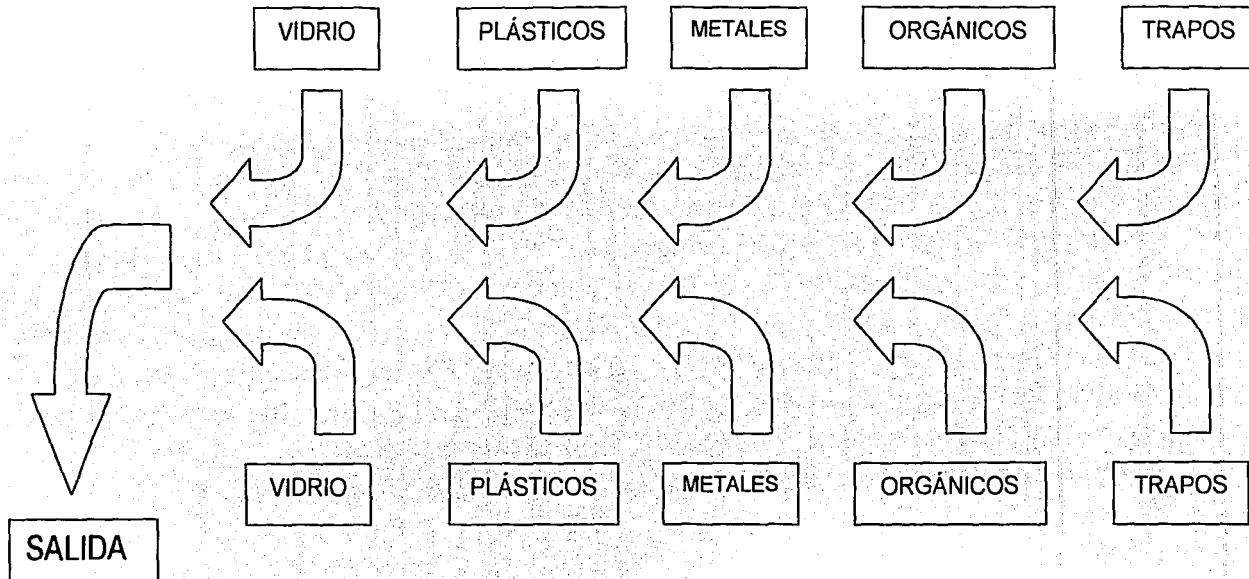 VIDRIO PLÁSTICOS METALES ORGÁNICOS TRAPOS
VIDRIO PLÁSTICOS METALES ORGÁNICOS TRAPOS
SALIDA